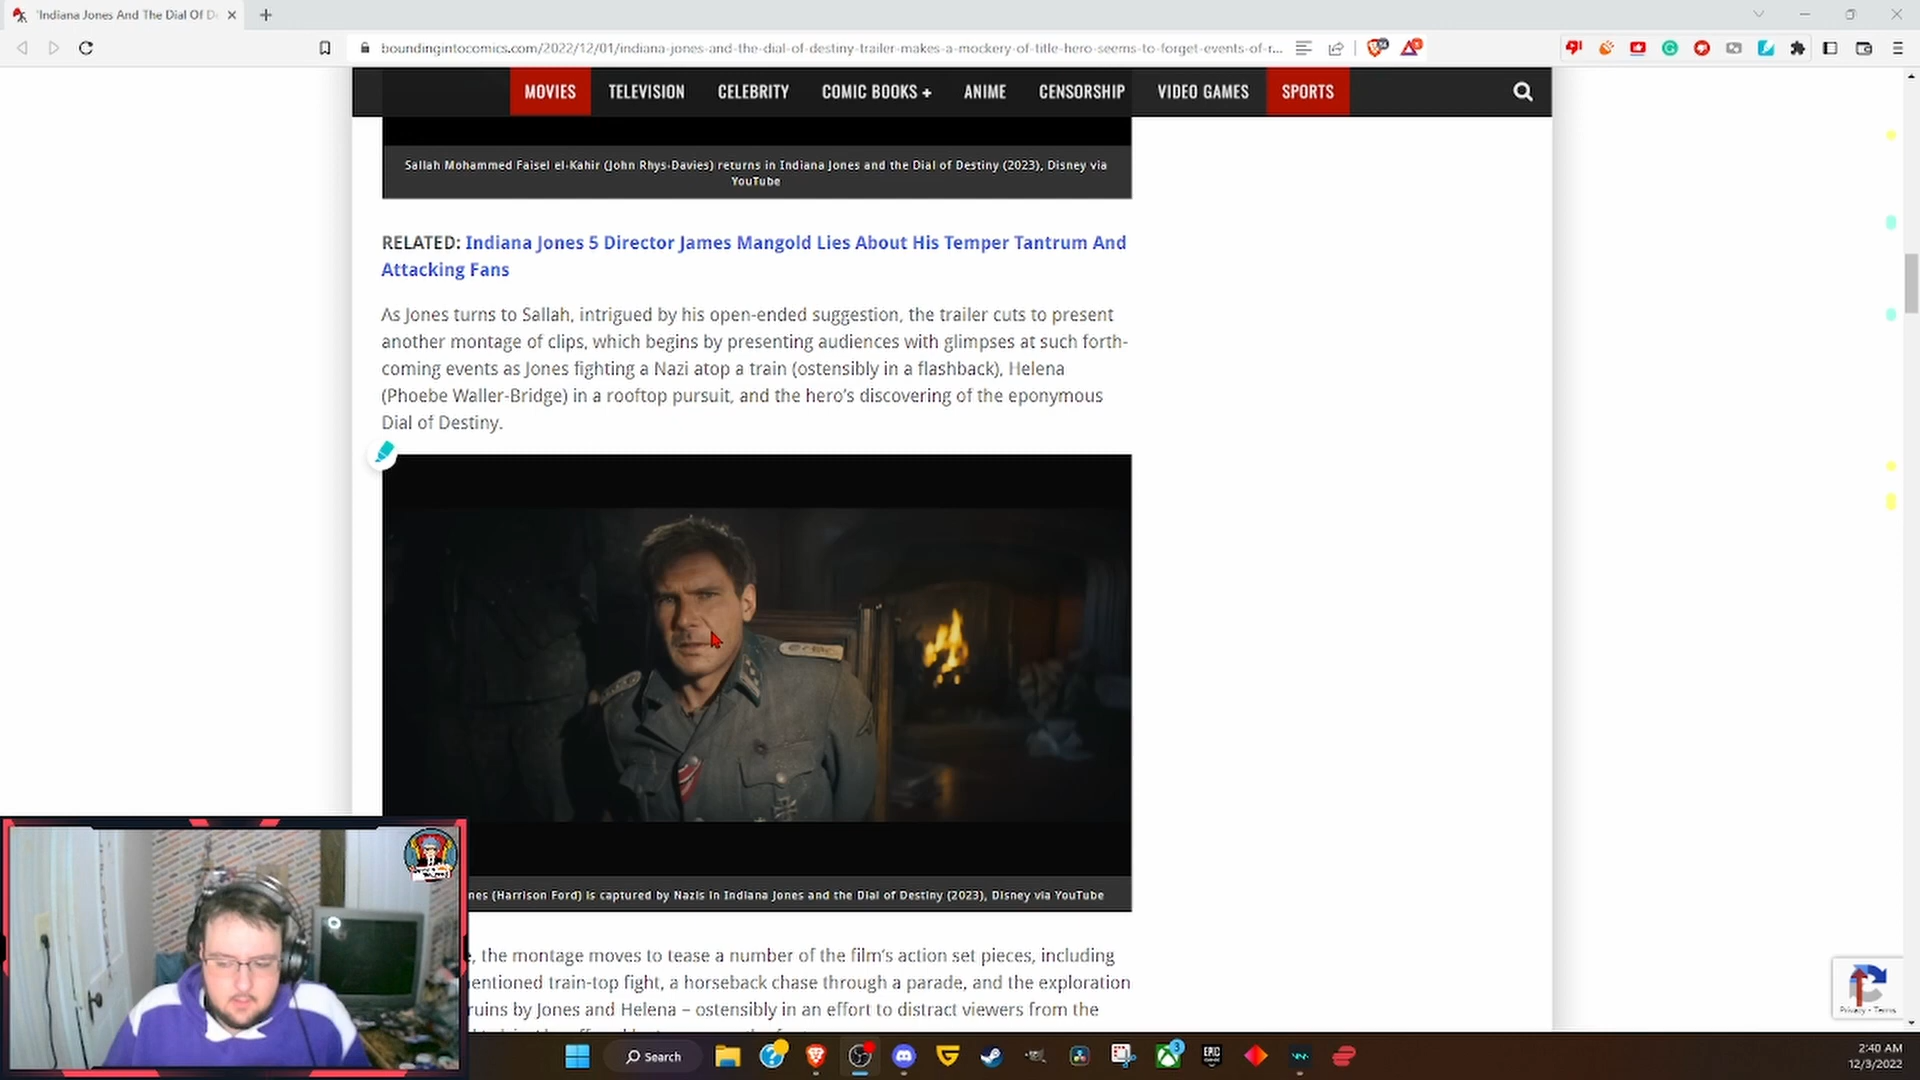 'Indiana Jones And The Dial Of D
boundingintocomics.com/2022/12/01/indiana-jones-and-the-dial-of-destiny-trailer-makes-a-mockery-of-title-hero-seems-to-forget-events-of-r...
MOVIES TELEVISION CELEBRITY COMIC BOOKS + ANIME CENSORSHIP VIDEO GAMES SPORTS
Sallah Mohammed Faisel el-Kahir (John Rhys-Davies) returns in Indiana Jones and the Dial of Destiny (2023), Disney via
YouTube
RELATED: Indiana Jones 5 Director James Mangold Lies About His Temper Tantrum And
Attacking Fans
As Jones turns to Sallah, intrigued by his open-ended suggestion, the trailer cuts to present
another montage of clips, which begins by presenting audiences with glimpses at such forth-
coming events as Jones fighting a Nazi atop a train (ostensibly in a flashback), Helena
(Phoebe Waller-Bridge) in a rooftop pursuit, and the hero's discovering of the eponymous
Dial of Destiny.
nes (Harrison Ford) is captured by Nazis in Indiana Jones and the Dial of Destiny (2023), Disney via YouTube
, the montage moves to tease a number of the film's action set pieces, including
entioned train-top fight, a horseback chase through a parade, and the exploration
ruins by Jones and Helena – ostensibly in an effort to distract viewers from the
Privacy - Terms
Search
EPIC
3
2:40 AM
12/3/2022